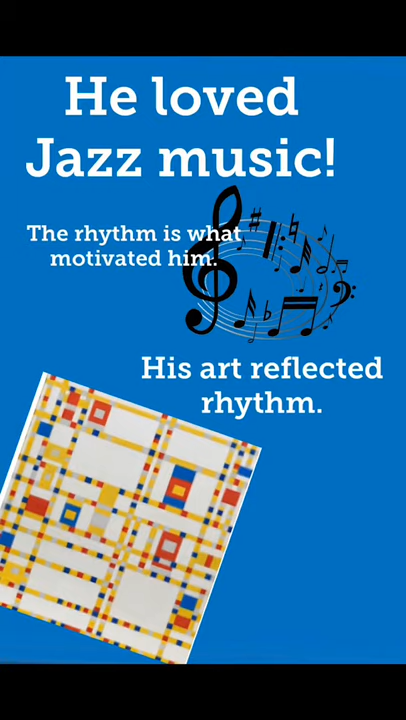 He loved
Jazz music!
The rhythm is what
motivated him.
His art reflected
rhythm.